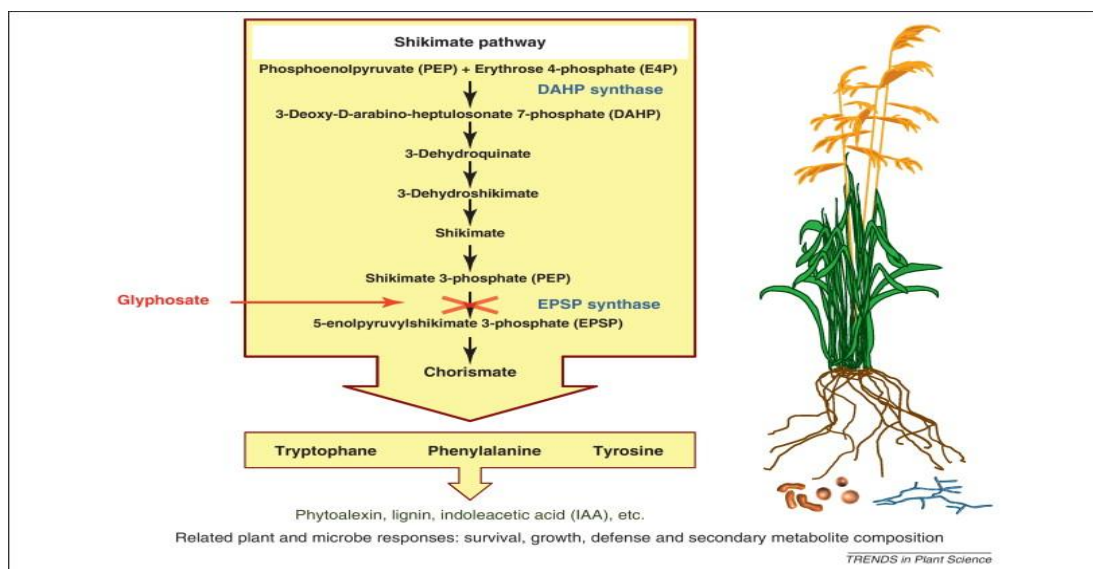 Shikimate pathway
Phosphoenolpyruvate (PEP) + Erythrose 4-phosphate (E4P)
DAHP synthase
3-Deoxy-D-arabino-heptulosonate 7-phosphate (DAHP)
3-Dehydroquinate
3-Dehydroshikimate
Shikimate
Shikimate 3-phosphate (PEP)
Glyphosate
EPSP synthase
5-enolpyruvylshikimate 3-phosphate (EPSP)
Chorismate
Tryptophane Phenylalanine Tyrosine
Phytoalexin, lignin, indoleacetic acid (IAA), etc.
Related plant and microbe responses: survival, growth, defense and secondary metabolite composition
TRENDS in Plant Science